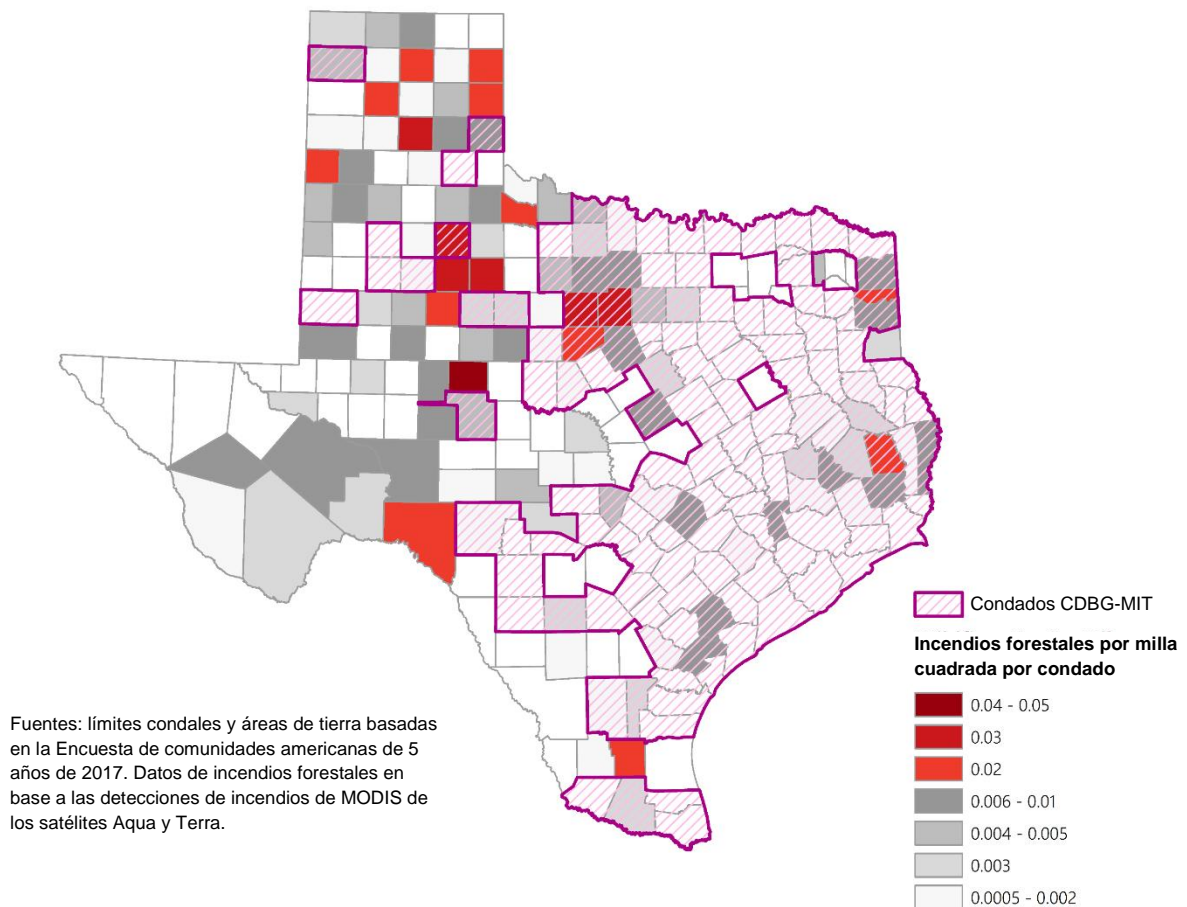 Condados CDBG-MIT
Incendios forestales por milla
cuadrada por condado
0.04 - 0.05
0.03
0.02
0.006 - 0.01
0.004 - 0.005
0.003
0.0005 - 0.002
Fuentes: límites condales y áreas de tierra basadas
en la Encuesta de comunidades americanas de 5
años de 2017. Datos de incendios forestales en
base a las detecciones de incendios de MODIS de
los satélites Aqua y Terra.